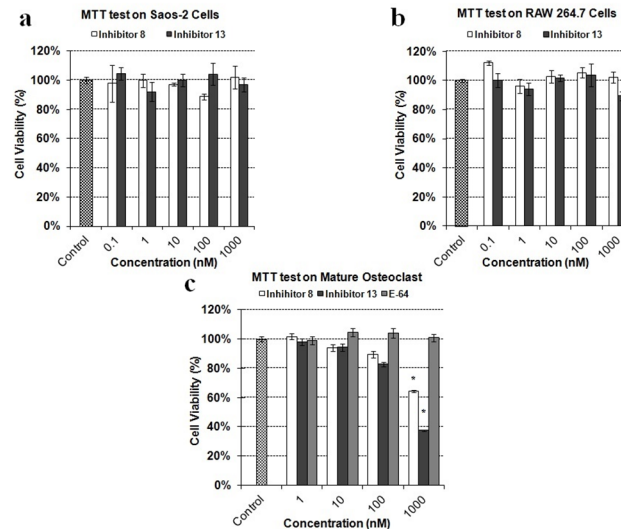 a
MTT test on Saos-2 Cells
Inhibitor 8 Inhibitor 13
120%
100%
80%
60%
40%
20%
0%
Cell Viability (%)
Control 0.1 1 10 100 1000
Concentration (nM)
b
MTT test on RAW 264.7 Cells
Inhibitor 8 Inhibitor 13
120%
100%
80%
60%
40%
20%
0%
Cell Viability (%)
Control 0.1 1 10 100 1000
Concentration (nM)
c
MTT test on Mature Osteoclast
Inhibitor 8 Inhibitor 13 E-64
120%
100%
80%
60%
40%
20%
0%
Cell Viability (%)
* *
Control 1 10 100 1000
Concentration (nM)